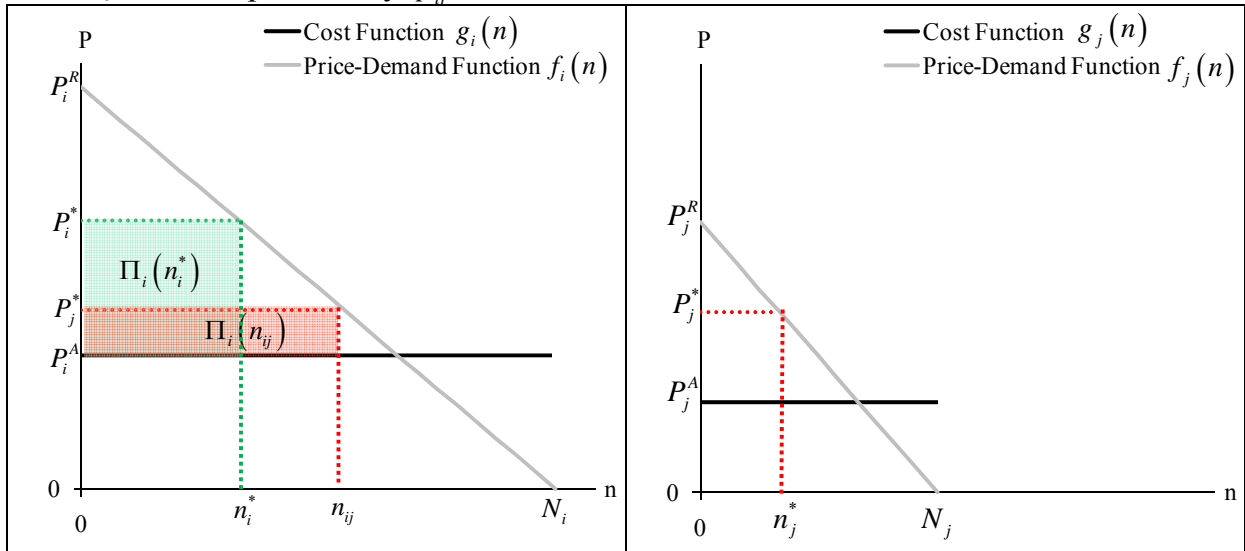 P
Cost Function g_i(n)
Price-Demand Function f_i(n)
P_i^R
P_i^*
Π_i(n_i^*)
P_j^*
Π_i(n_ij)
P_i^A
0
n
0
n_i^*
n_ij
N_i
P
Cost Function g_j(n)
Price-Demand Function f_j(n)
P_j^R
P_j^*
P_j^A
0
n
0
n_j^*
N_j